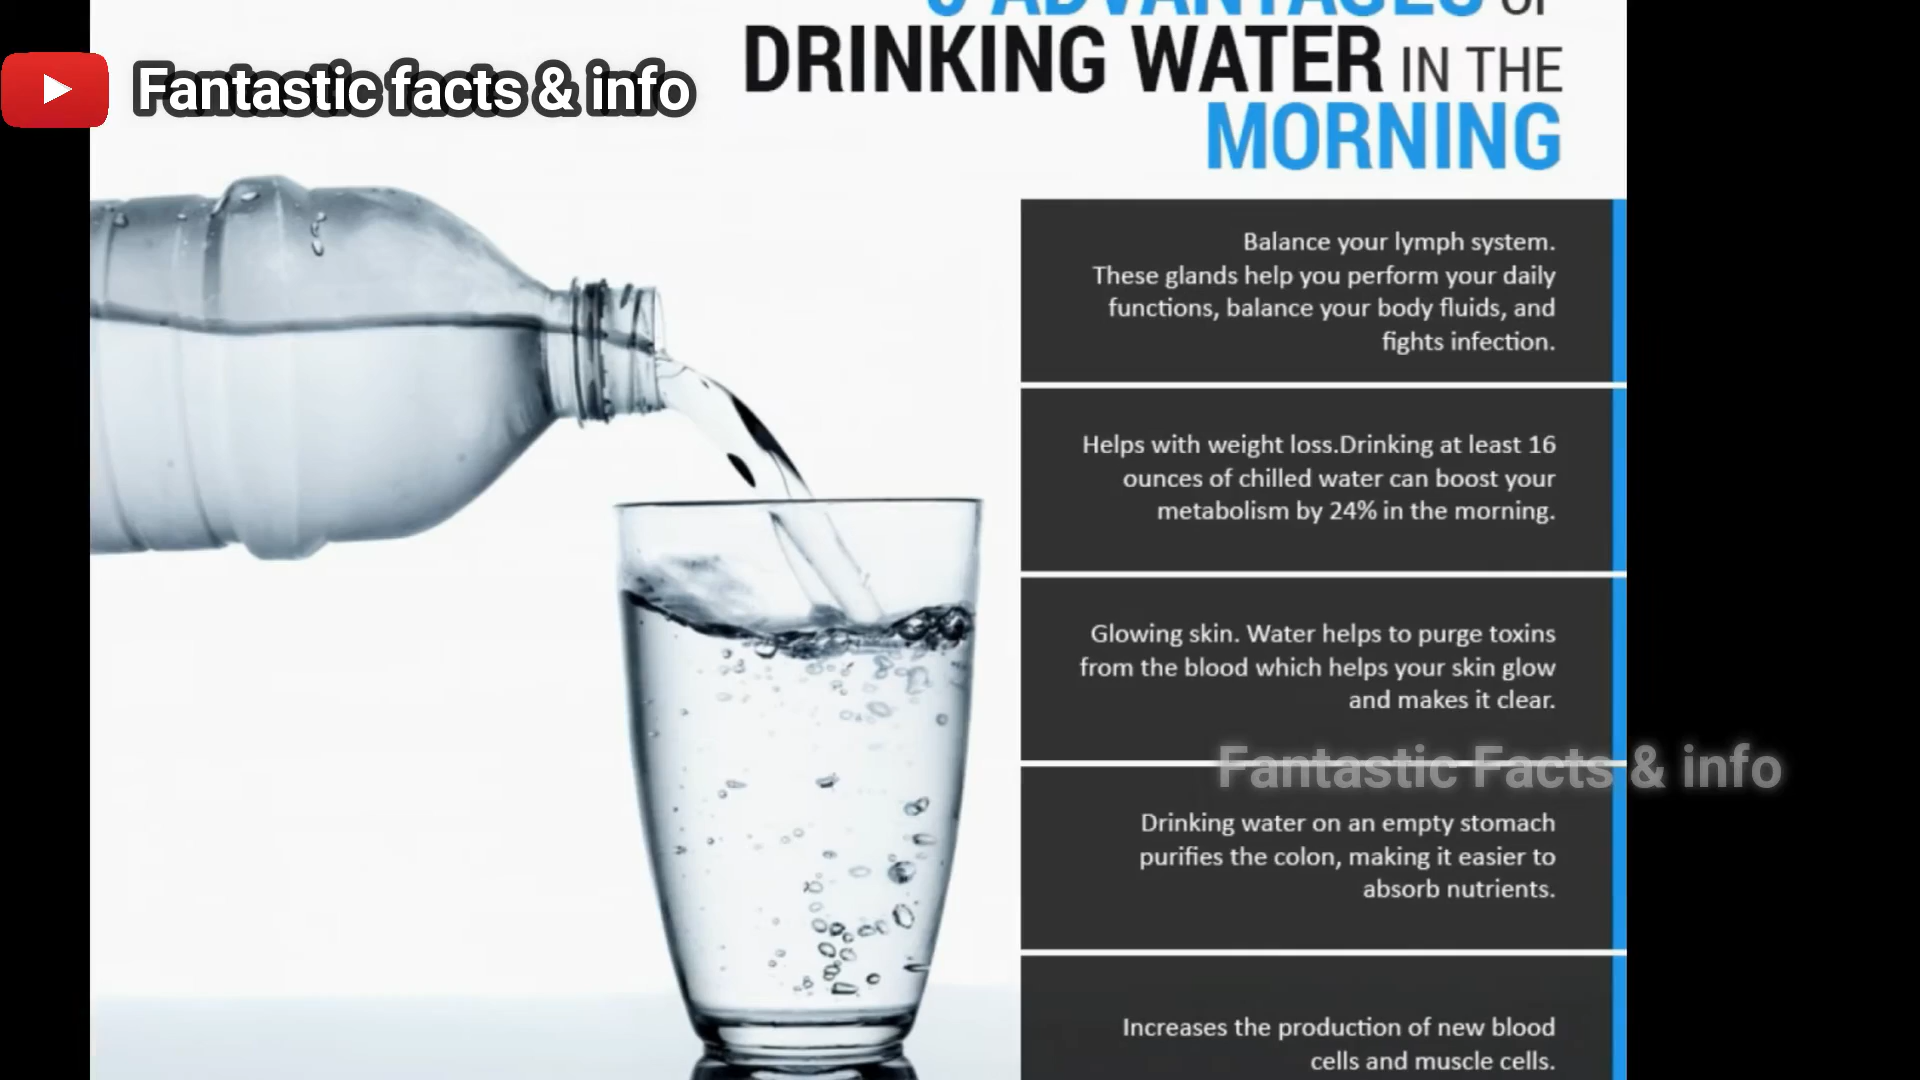 ADVANTAGES OF
DRINKING WATER IN THE
MORNING
Fantastic facts & info
Balance your lymph system.
These glands help you perform your daily
functions, balance your body fluids, and
fights infection.
Helps with weight loss.Drinking at least 16
ounces of chilled water can boost your
metabolism by 24% in the morning.
Glowing skin. Water helps to purge toxins
from the blood which helps your skin glow
and makes it clear.
Fantastic Facts & info
Drinking water on an empty stomach
purifies the colon, making it easier to
absorb nutrients.
Increases the production of new blood
cells and muscle cells.